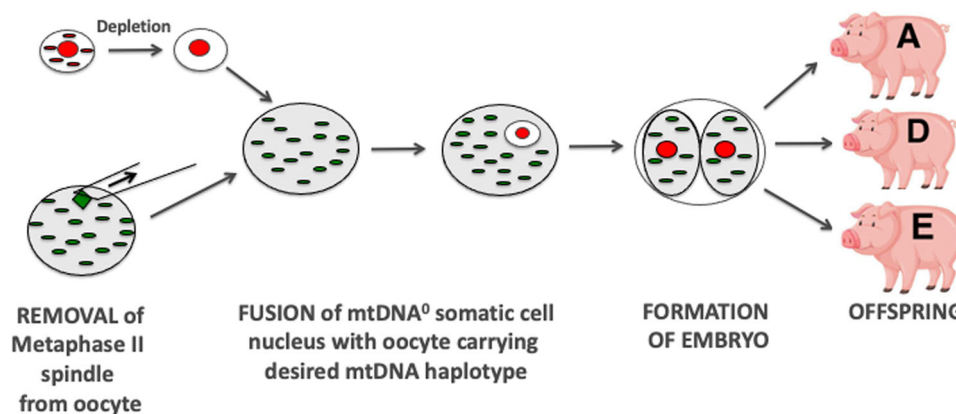 Depletion
A
D
E
REMOVAL of
Metaphase II
spindle
from oocyte
FUSION of mtDNA⁰ somatic cell
nucleus with oocyte carrying
desired mtDNA haplotype
FORMATION
OF EMBRYO
OFFSPRING